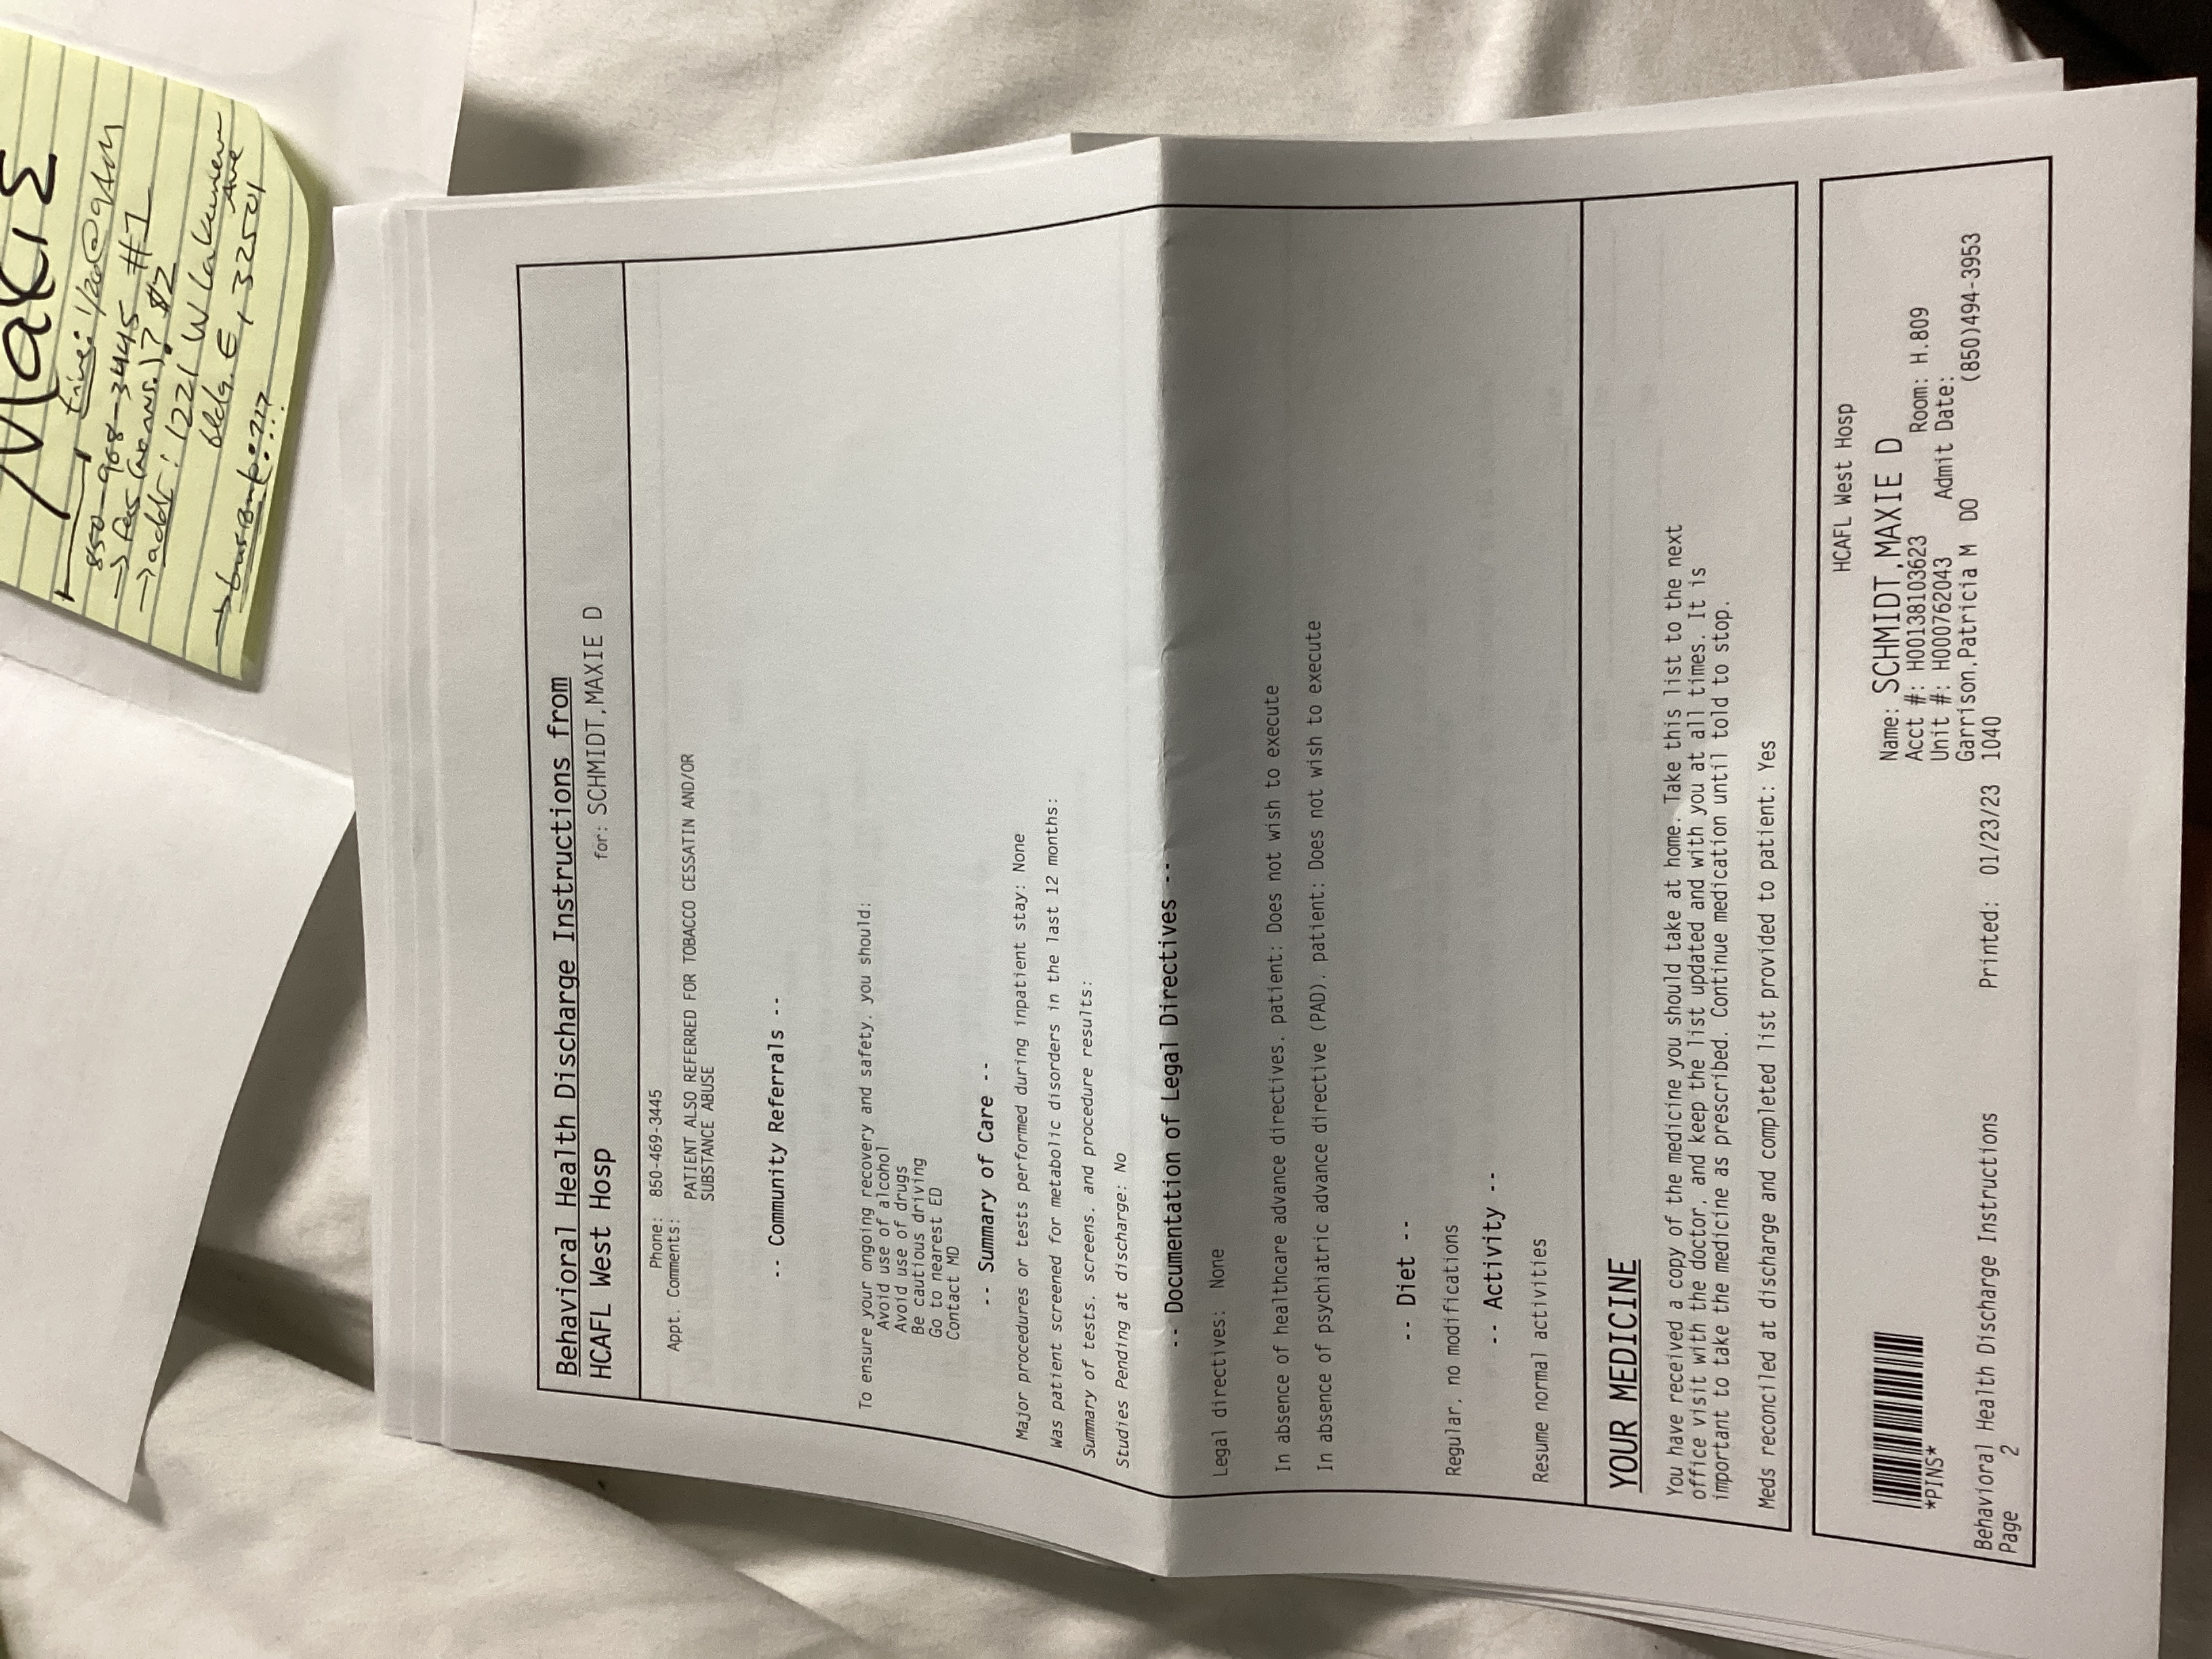 Maxie
time: 1/26@9AM
850-968-3445 #1
→ Fees (no ans.)? #2
→ addr: 1221 W Lakeview Ave
bldg. E, 32501
Behavioral Health Discharge Instructions from
HCAFL West Hosp for: SCHMIDT,MAXIE D
Phone: 850-469-3445
Appt. Comments:
PATIENT ALSO REFERRED FOR TOBACCO CESSATIN AND/OR
SUBSTANCE ABUSE
-- Community Referrals --
To ensure your ongoing recovery and safety, you should:
Avoid use of alcohol
Avoid use of drugs
Be cautious driving
Go to nearest ED
Contact MD
-- Summary of Care --
Major procedures or tests performed during inpatient stay: None
Was patient screened for metabolic disorders in the last 12 months:
Summary of tests, screens, and procedure results:
Studies Pending at discharge: No
-- Documentation of Legal Directives --
Legal directives: None
In absence of healthcare advance directives, patient: Does not wish to execute
In absence of psychiatric advance directive (PAD), patient: Does not wish to execute
-- Diet --
Regular, no modifications
-- Activity --
Resume normal activities
YOUR MEDICINE
You have received a copy of the medicine you should take at home. Take this list to the next
office visit with the doctor, and keep the list updated and with you at all times. It is
important to take the medicine as prescribed. Continue medication until told to stop.
Meds reconciled at discharge and completed list provided to patient: Yes
HCAFL West Hosp
Name: SCHMIDT,MAXIE D
Acct #: H00138103623 Room: H.809
*PINS*
Unit #: H000762043 Admit Date:
Garrison,Patricia M DO (850)494-3953
Behavioral Health Discharge Instructions Printed: 01/23/23 1040
Page 2